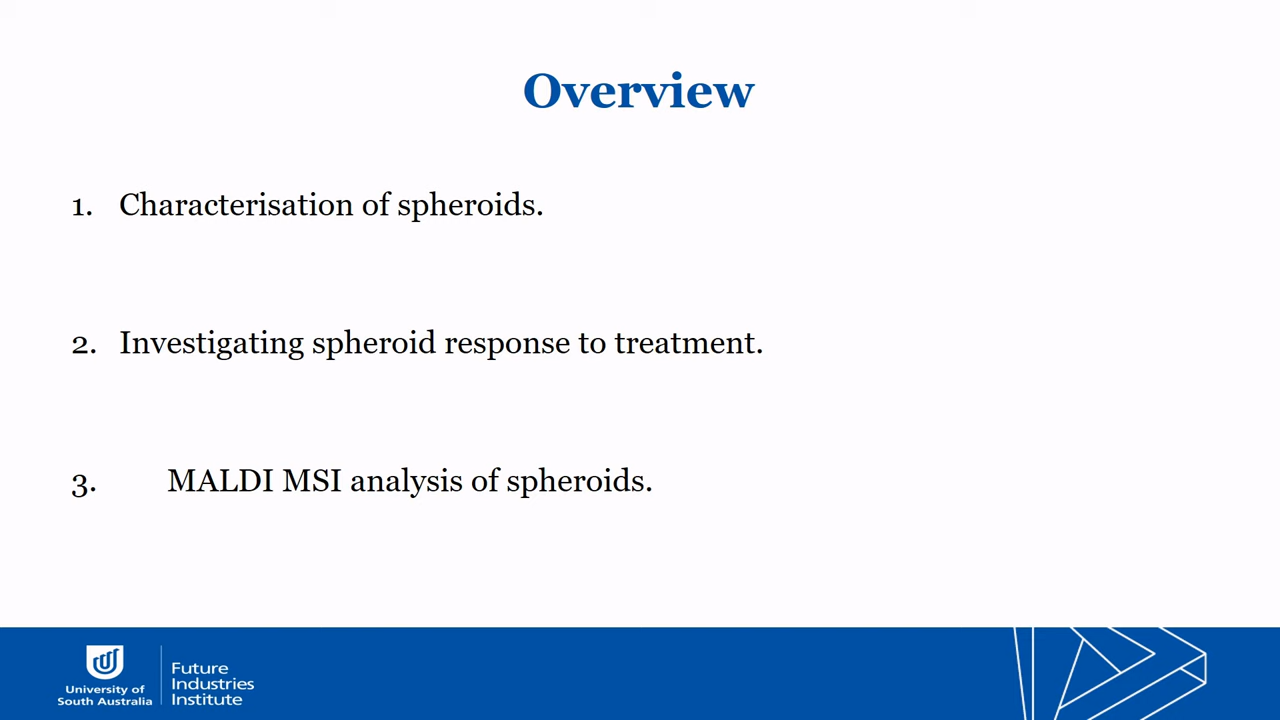 Overview
1. Characterisation of spheroids.
2. Investigating spheroid response to treatment.
3. MALDI MSI analysis of spheroids.
University of
South Australia
Future
Industries
Institute